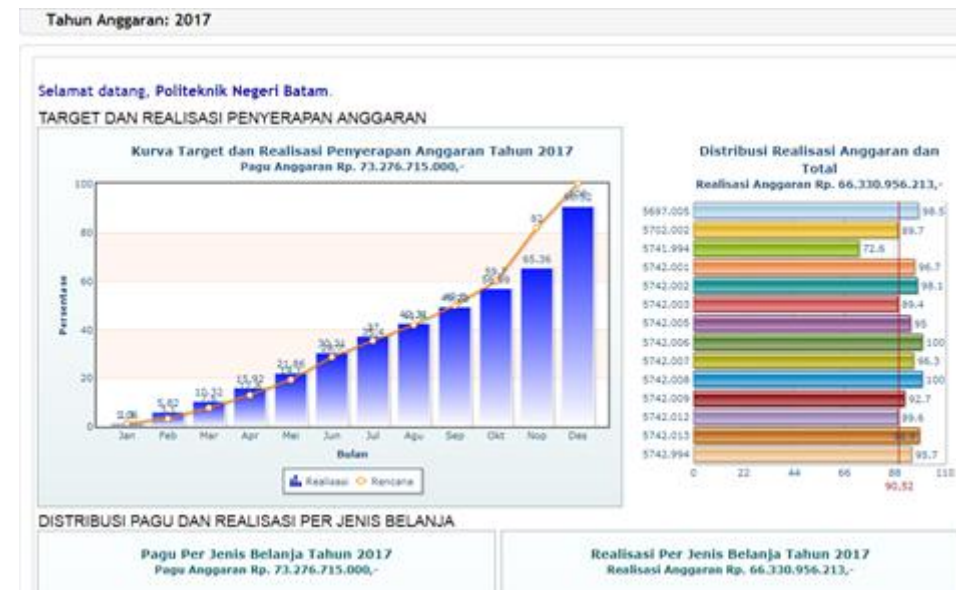 Tahun Anggaran: 2017
Selamat datang, Politeknik Negeri Batam.
TARGET DAN REALISASI PENYERAPAN ANGGARAN
Kurva Target dan Realisasi Penyerapan Anggaran Tahun 2017
Pagu Anggaran Rp. 73.276.715.000,-
Persentase
100
80
60
40
20
0
5.82
10.32
15.92
21.86
30.31
65.36
82
Jan Feb Mar Apr Mei Jun Jul Agu Sep Okt Nop Des
Bulan
Realisasi Rencana
Distribusi Realisasi Anggaran dan
Total
Realisasi Anggaran Rp. 66.330.956.213,-
5697.005 98.5
5702.002 89.7
5741.994 72.6
5742.001 96.7
5742.002 98.1
5742.003 89.4
5742.005 95
5742.006 100
5742.007 96.3
5742.008 100
5742.009 92.7
5742.012 89.6
5742.013
5742.994 95.7
0 22 44 66 88 110
90.52
DISTRIBUSI PAGU DAN REALISASI PER JENIS BELANJA
Pagu Per Jenis Belanja Tahun 2017
Pagu Anggaran Rp. 73.276.715.000,-
Realisasi Per Jenis Belanja Tahun 2017
Realisasi Anggaran Rp. 66.330.956.213,-